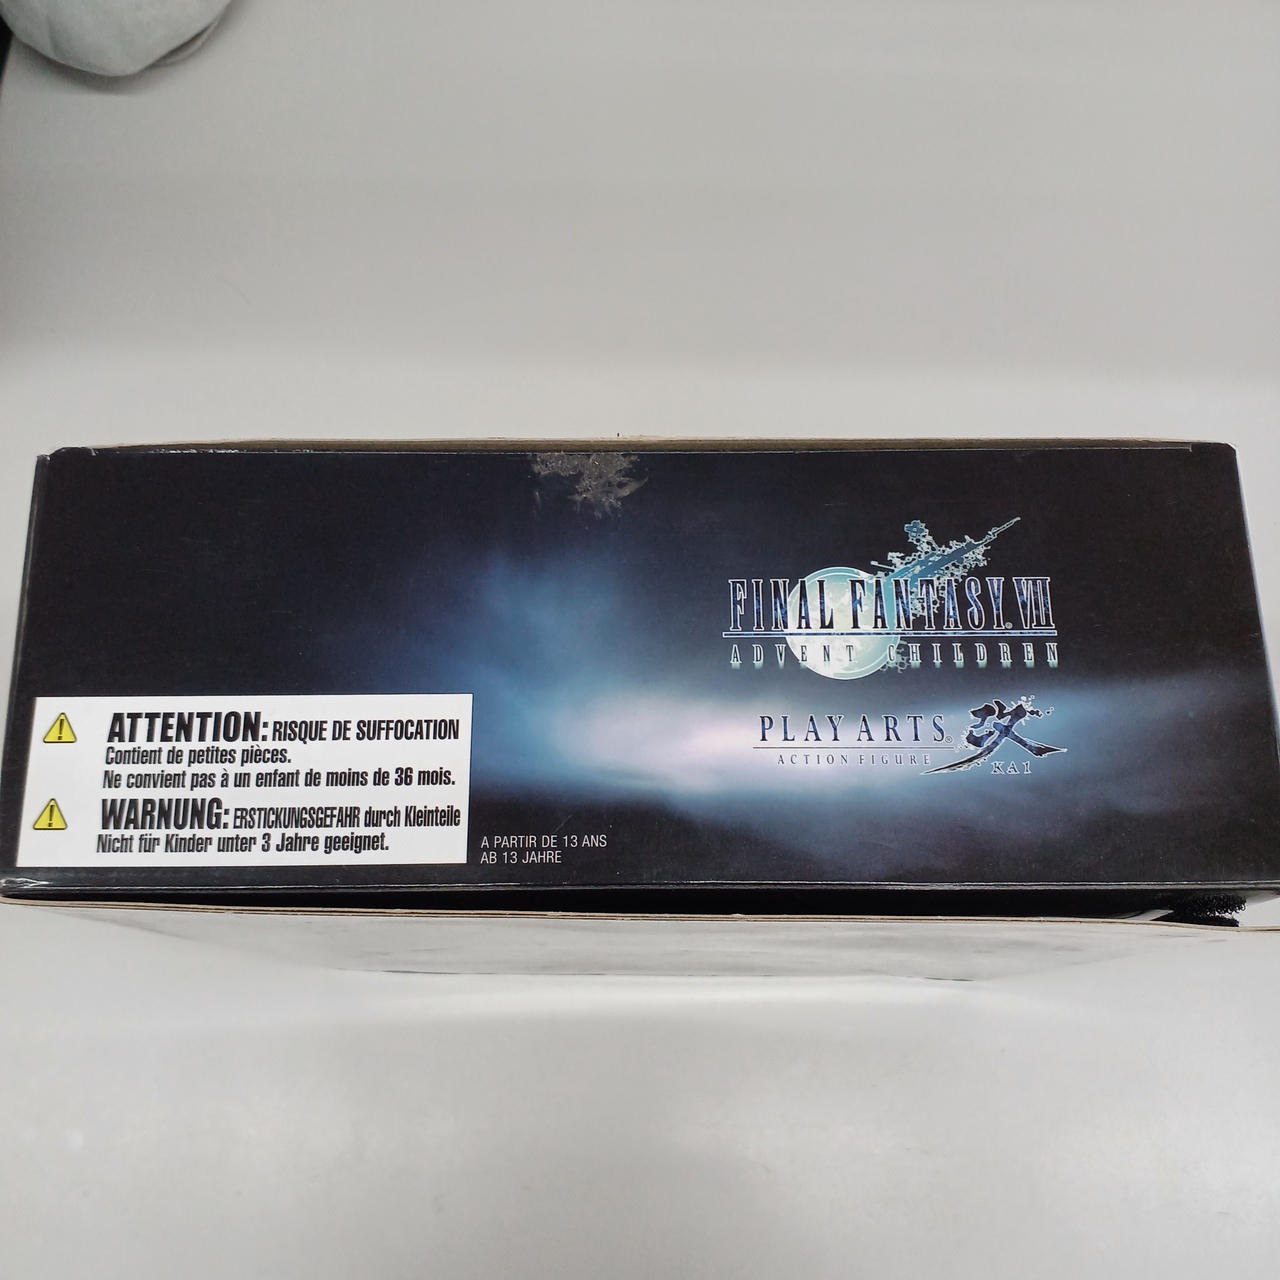 FINAL FANTASY® VII
ADVENT CHILDREN
PLAY ARTS® 改
ACTION FIGURE KAI
ATTENTION: RISQUE DE SUFFOCATION
Contient de petites pièces.
Ne convient pas à un enfant de moins de 36 mois.
WARNUNG: ERSTICKUNGSGEFAHR durch Kleinteile
Nicht für Kinder unter 3 Jahre geeignet.
A PARTIR DE 13 ANS
AB 13 JAHRE